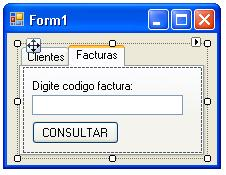 Form1
Clientes Facturas
Digite codigo factura:
CONSULTAR